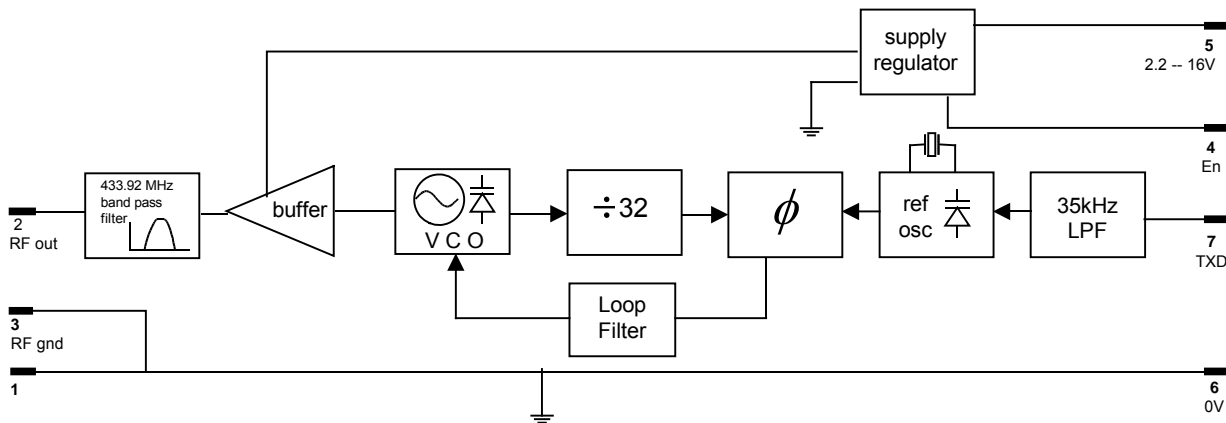 supply
regulator
5
2.2 -- 16V
4
En
433.92 MHz
band pass
filter
buffer
V C O
÷32
ϕ
ref
osc
35kHz
LPF
2
RF out
7
TXD
Loop
Filter
3
RF gnd
1
6
0V